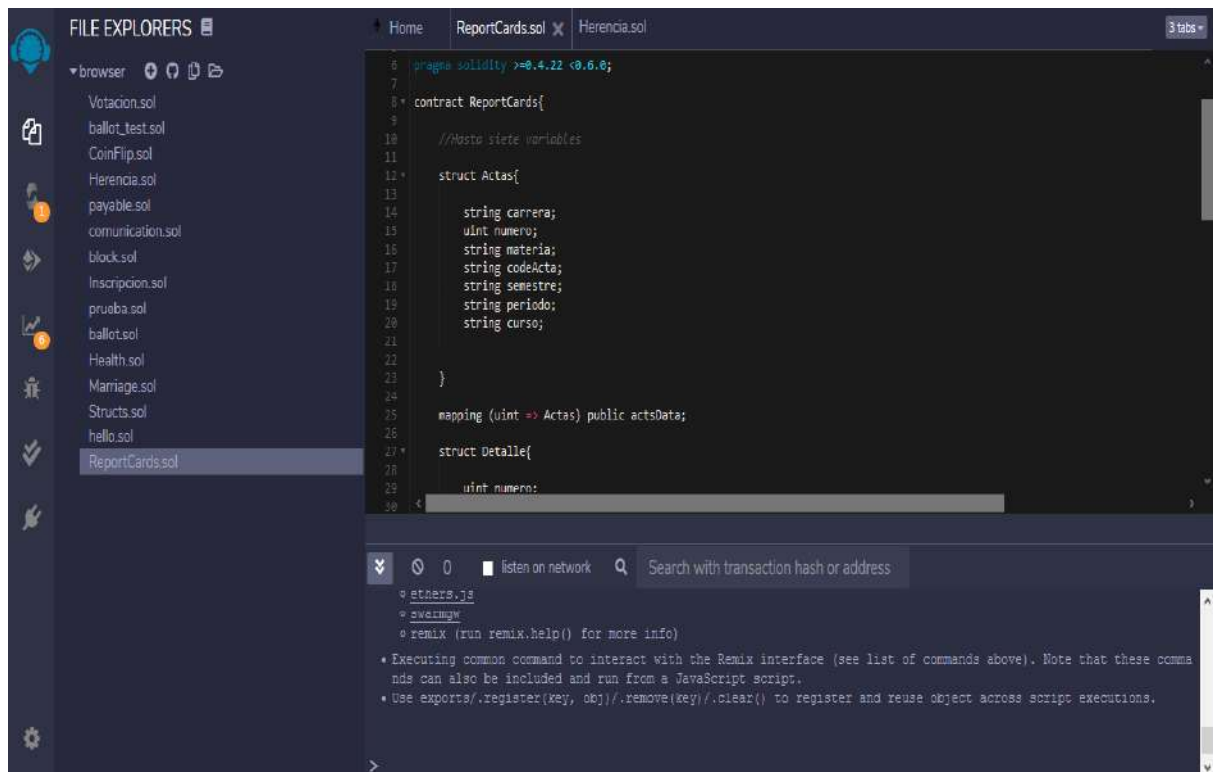 FILE EXPLORERS
browser
Votacion.sol
ballot_test.sol
CoinFlip.sol
Herencia.sol
payable.sol
comunication.sol
block.sol
Inscripcion.sol
prueba.sol
ballot.sol
Health.sol
Marriage.sol
Structs.sol
hello.sol
ReportCards.sol
1
6
Home ReportCards.sol Herencia.sol 3 tabs
6 pragma solidity >=0.4.22 <0.6.0;
7
8 contract ReportCards{
9
10 //Hasta siete variables
11
12 struct Actas{
13
14 string carrera;
15 uint numero;
16 string materia;
17 string codeActa;
18 string semestre;
19 string periodo;
20 string curso;
21
22
23 }
24
25 mapping (uint => Actas) public actsData;
26
27 struct Detalle{
28
29 uint numero;
30
0 listen on network Search with transaction hash or address
ethers.js
swarmgw
remix (run remix.help() for more info)
• Executing common command to interact with the Remix interface (see list of commands above). Note that these comma
nds can also be included and run from a JavaScript script.
• Use exports/.register(key, obj)/.remove(key)/.clear() to register and reuse object across script executions.
>